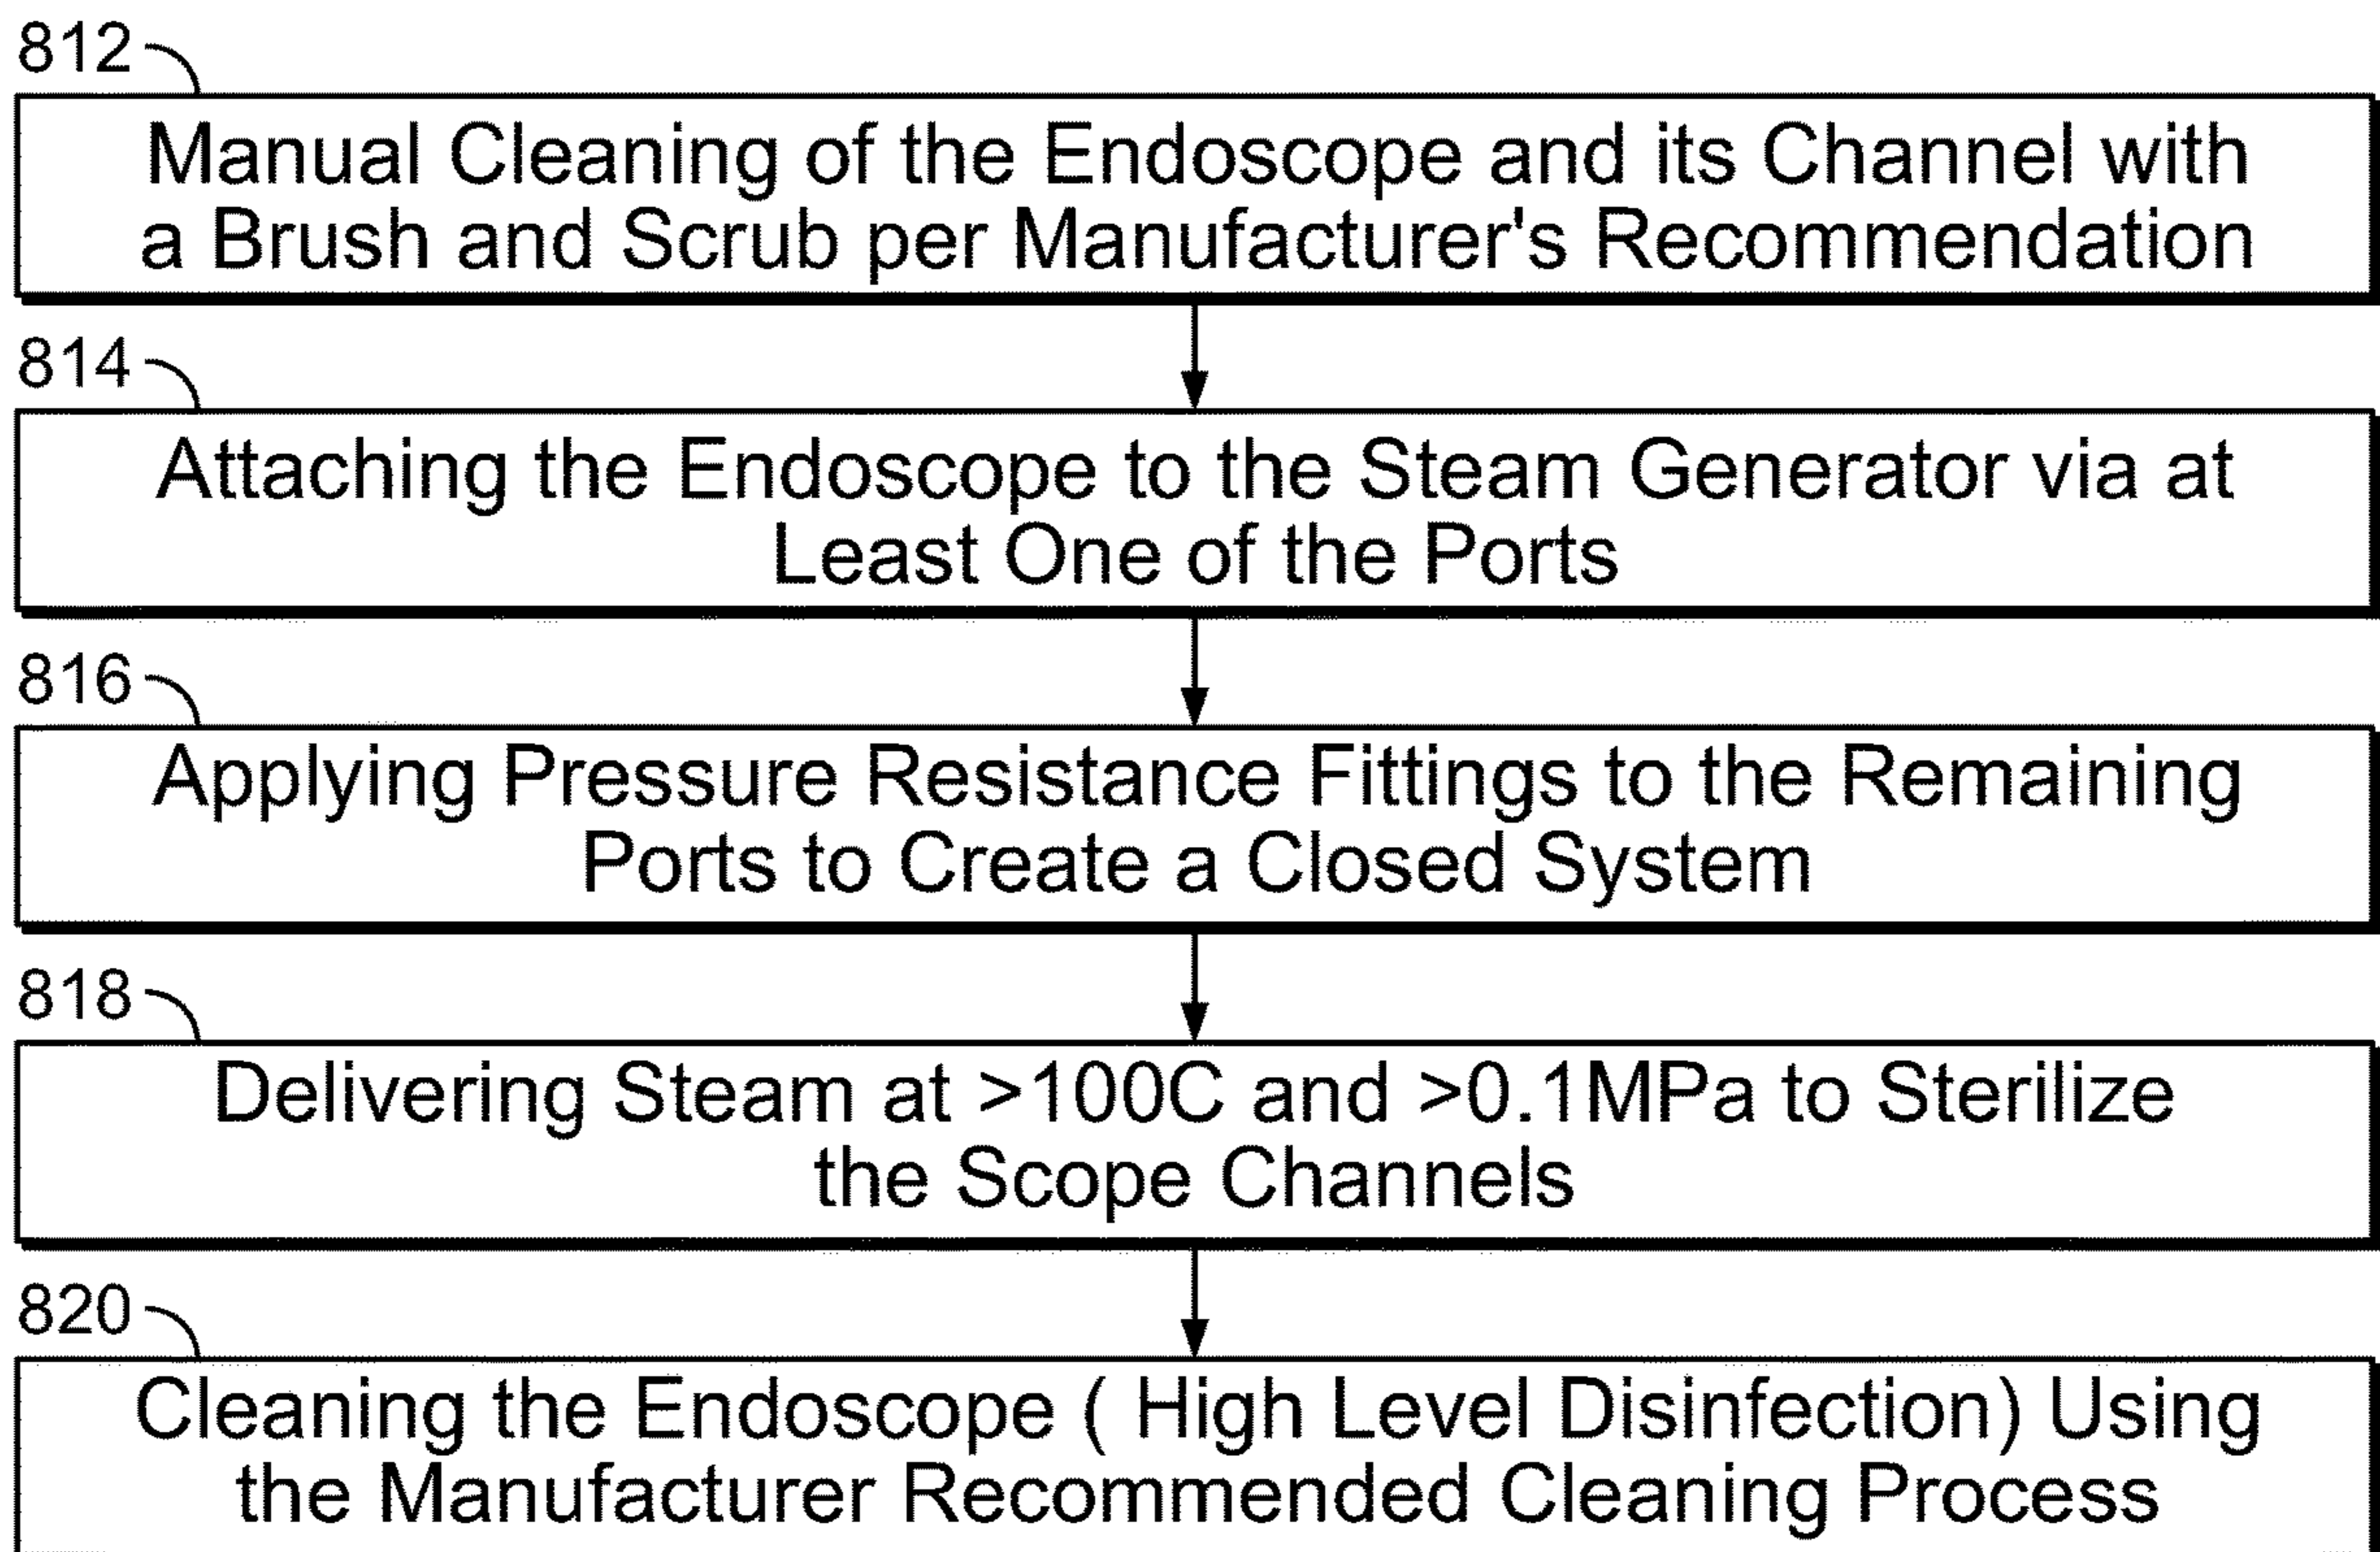 812
Manual Cleaning of the Endoscope and its Channel with
a Brush and Scrub per Manufacturer's Recommendation
814
Attaching the Endoscope to the Steam Generator via at
Least One of the Ports
816
Applying Pressure Resistance Fittings to the Remaining
Ports to Create a Closed System
818
Delivering Steam at >100C and >0.1MPa to Sterilize
the Scope Channels
820
Cleaning the Endoscope ( High Level Disinfection) Using
the Manufacturer Recommended Cleaning Process